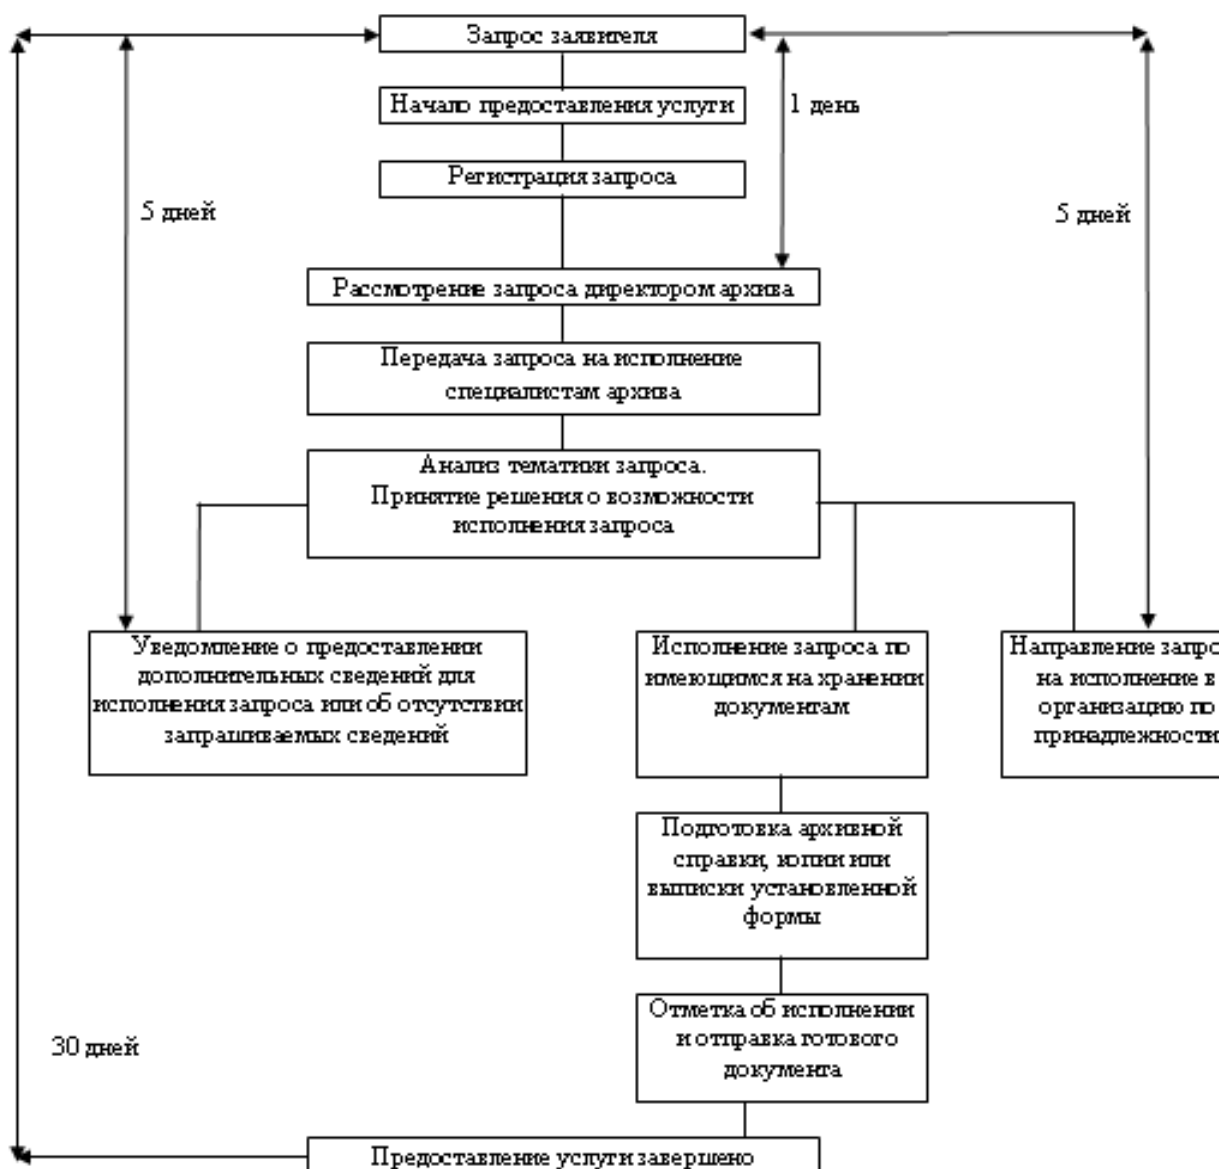 Запрос заявителя
Начало предоставления услуги
1 день
Регистрация запроса
5 дней
5 дней
Рассмотрение запроса директором архива
Передача запроса на исполнение
специалистам архива
Анализ тематики запроса.
Принятие решения о возможности
исполнения запроса
Уведомление о предоставлении
дополнительных сведений для
исполнения запроса или об отсутствии
запрашиваемых сведений
Исполнение запроса по
имеющимся на хранении
документам
Направление запрос
на исполнение в
организацию по
принадлежности
Подготовка архивной
справки, копии или
выписки установленной
формы
Отметка об исполнении
и отправка готового
документа
30 дней
Предоставление услуги завершено